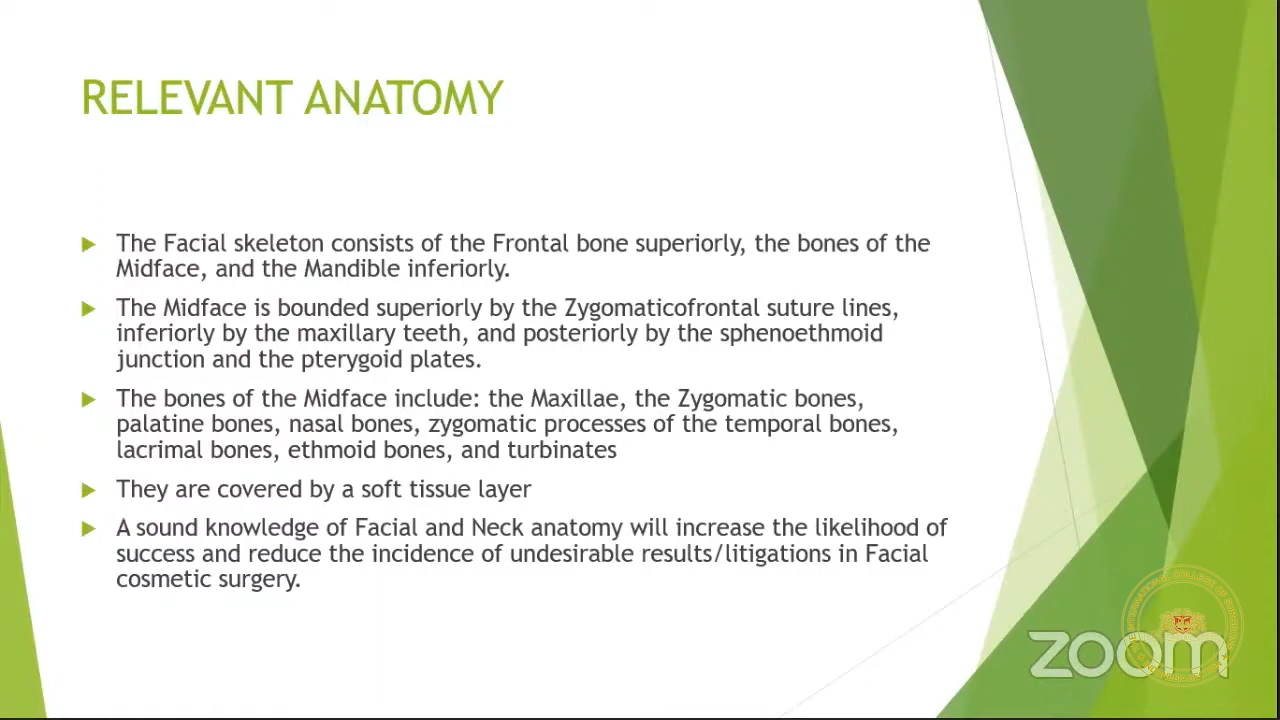 RELEVANT ANATOMY
The Facial skeleton consists of the Frontal bone superiorly, the bones of the
Midface, and the Mandible inferiorly.
The Midface is bounded superiorly by the Zygomaticofrontal suture lines,
inferiorly by the maxillary teeth, and posteriorly by the sphenoethmoid
junction and the pterygoid plates.
The bones of the Midface include: the Maxillae, the Zygomatic bones,
palatine bones, nasal bones, zygomatic processes of the temporal bones,
lacrimal bones, ethmoid bones, and turbinates
They are covered by a soft tissue layer
A sound knowledge of Facial and Neck anatomy will increase the likelihood of
success and reduce the incidence of undesirable results/litigations in Facial
cosmetic surgery.
INTERNATIONAL COLLEGE OF SURGEONS
zoom